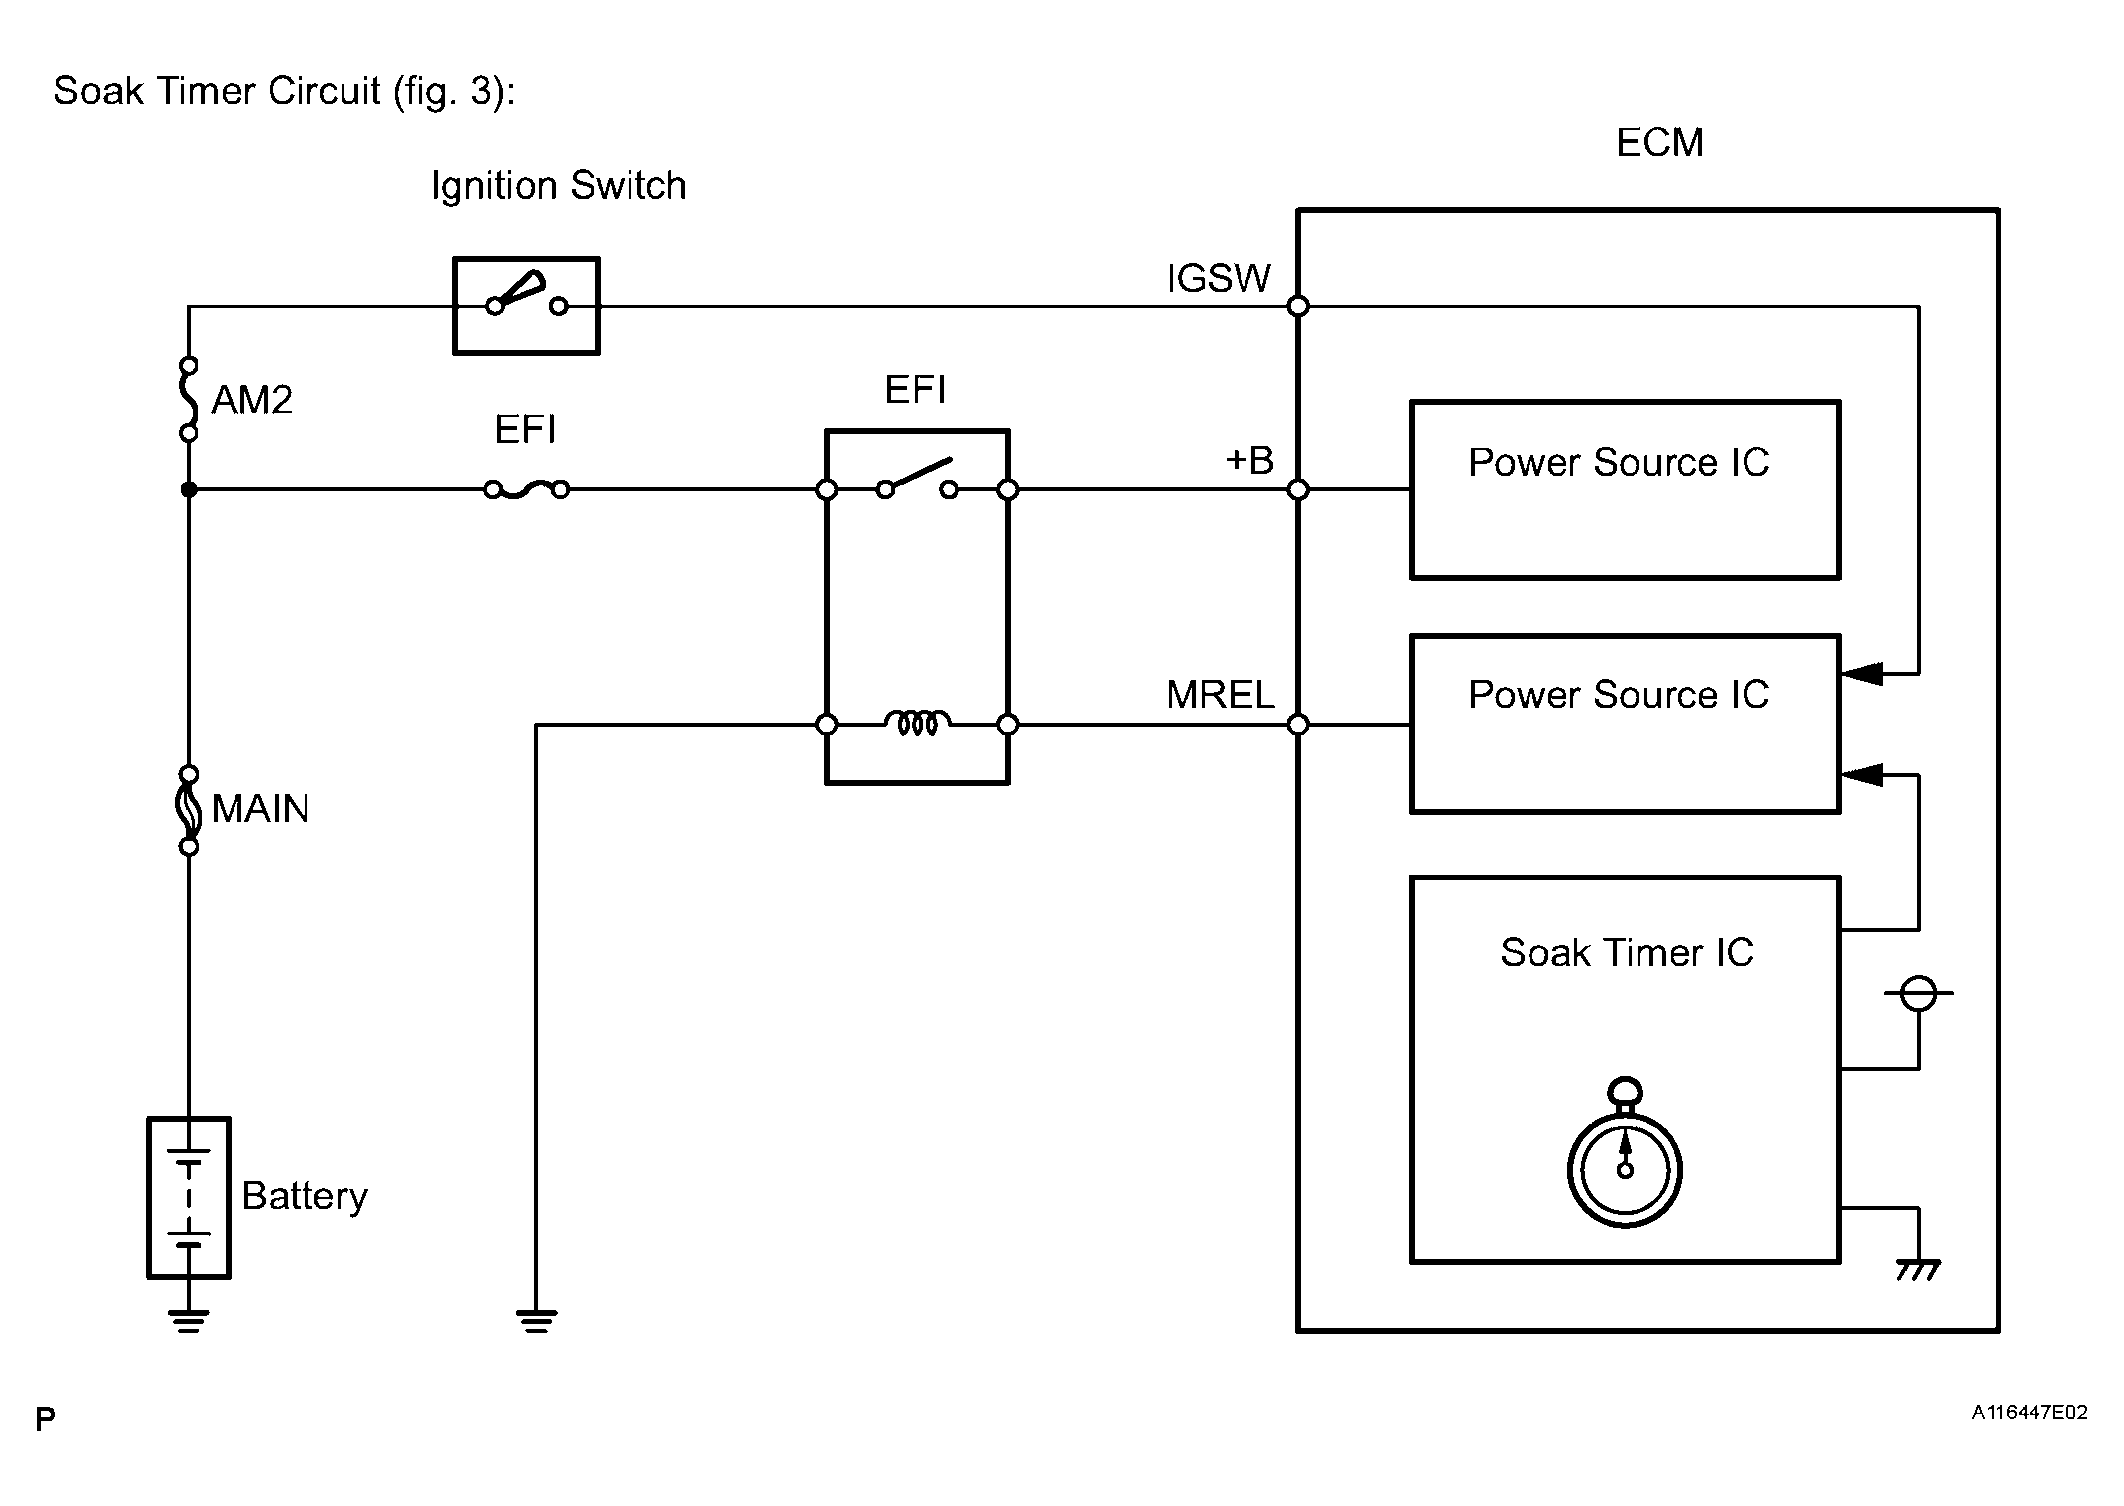 Soak Timer Circuit (fig. 3):
ECM
Ignition Switch
IGSW
AM2
EFI
EFI
+B
Power Source IC
MREL
Power Source IC
MAIN
Soak Timer IC
Battery
P
A116447E02